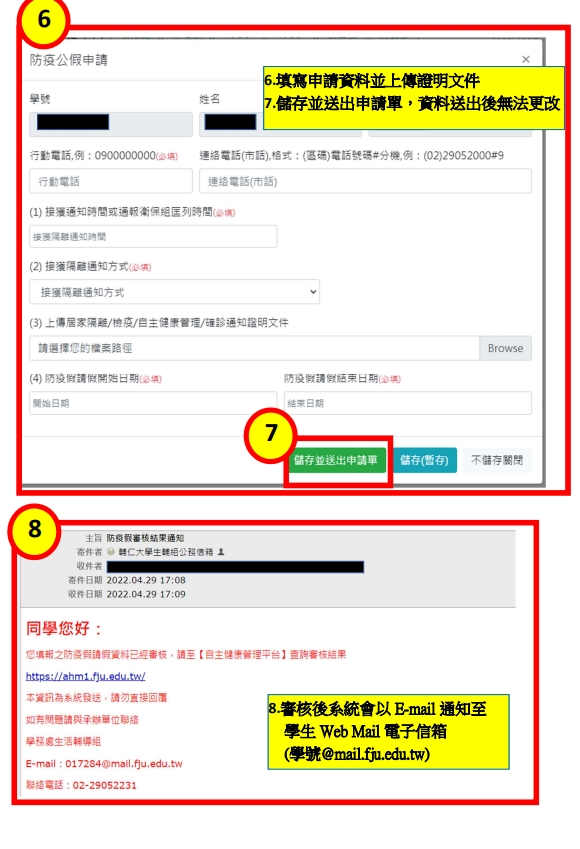 6
防疫公假申請
×
6.填寫申請資料並上傳證明文件
7.儲存並送出申請單，資料送出後無法更改
學號
姓名
行動電話,例：0900000000(必填)
連絡電話(市話),格式：(區碼)電話號碼#分機,例：(02)29052000#9
行動電話
連絡電話(市話)
(1) 接獲通知時間或通報衛保組匡列時間(必填)
接獲隔離通知時間
(2) 接獲隔離通知方式(必填)
接獲隔離通知方式
(3) 上傳居家隔離/檢疫/自主健康管理/確診通知證明文件
請選擇您的檔案路徑
Browse
(4) 防疫假請假開始日期(必填)
防疫假請假結束日期(必填)
開始日期
結束日期
7
儲存並送出申請單
儲存(暫存)
不儲存關閉
8
主旨 防疫假審核結果通知
寄件者 輔仁大學生輔組公務信箱
收件者
寄件日期 2022.04.29 17:08
收件日期 2022.04.29 17:09
同學您好：
您填報之防疫假請假資料已經審核，請至【自主健康管理平台】查詢審核結果
https://ahm1.fju.edu.tw/
本資訊為系統發送，請勿直接回覆
如有問題請與承辦單位聯絡
學務處生活輔導組
E-mail：017284@mail.fju.edu.tw
聯絡電話：02-29052231
8.審核後系統會以 E-mail 通知至
學生 Web Mail 電子信箱
(學號@mail.fju.edu.tw)